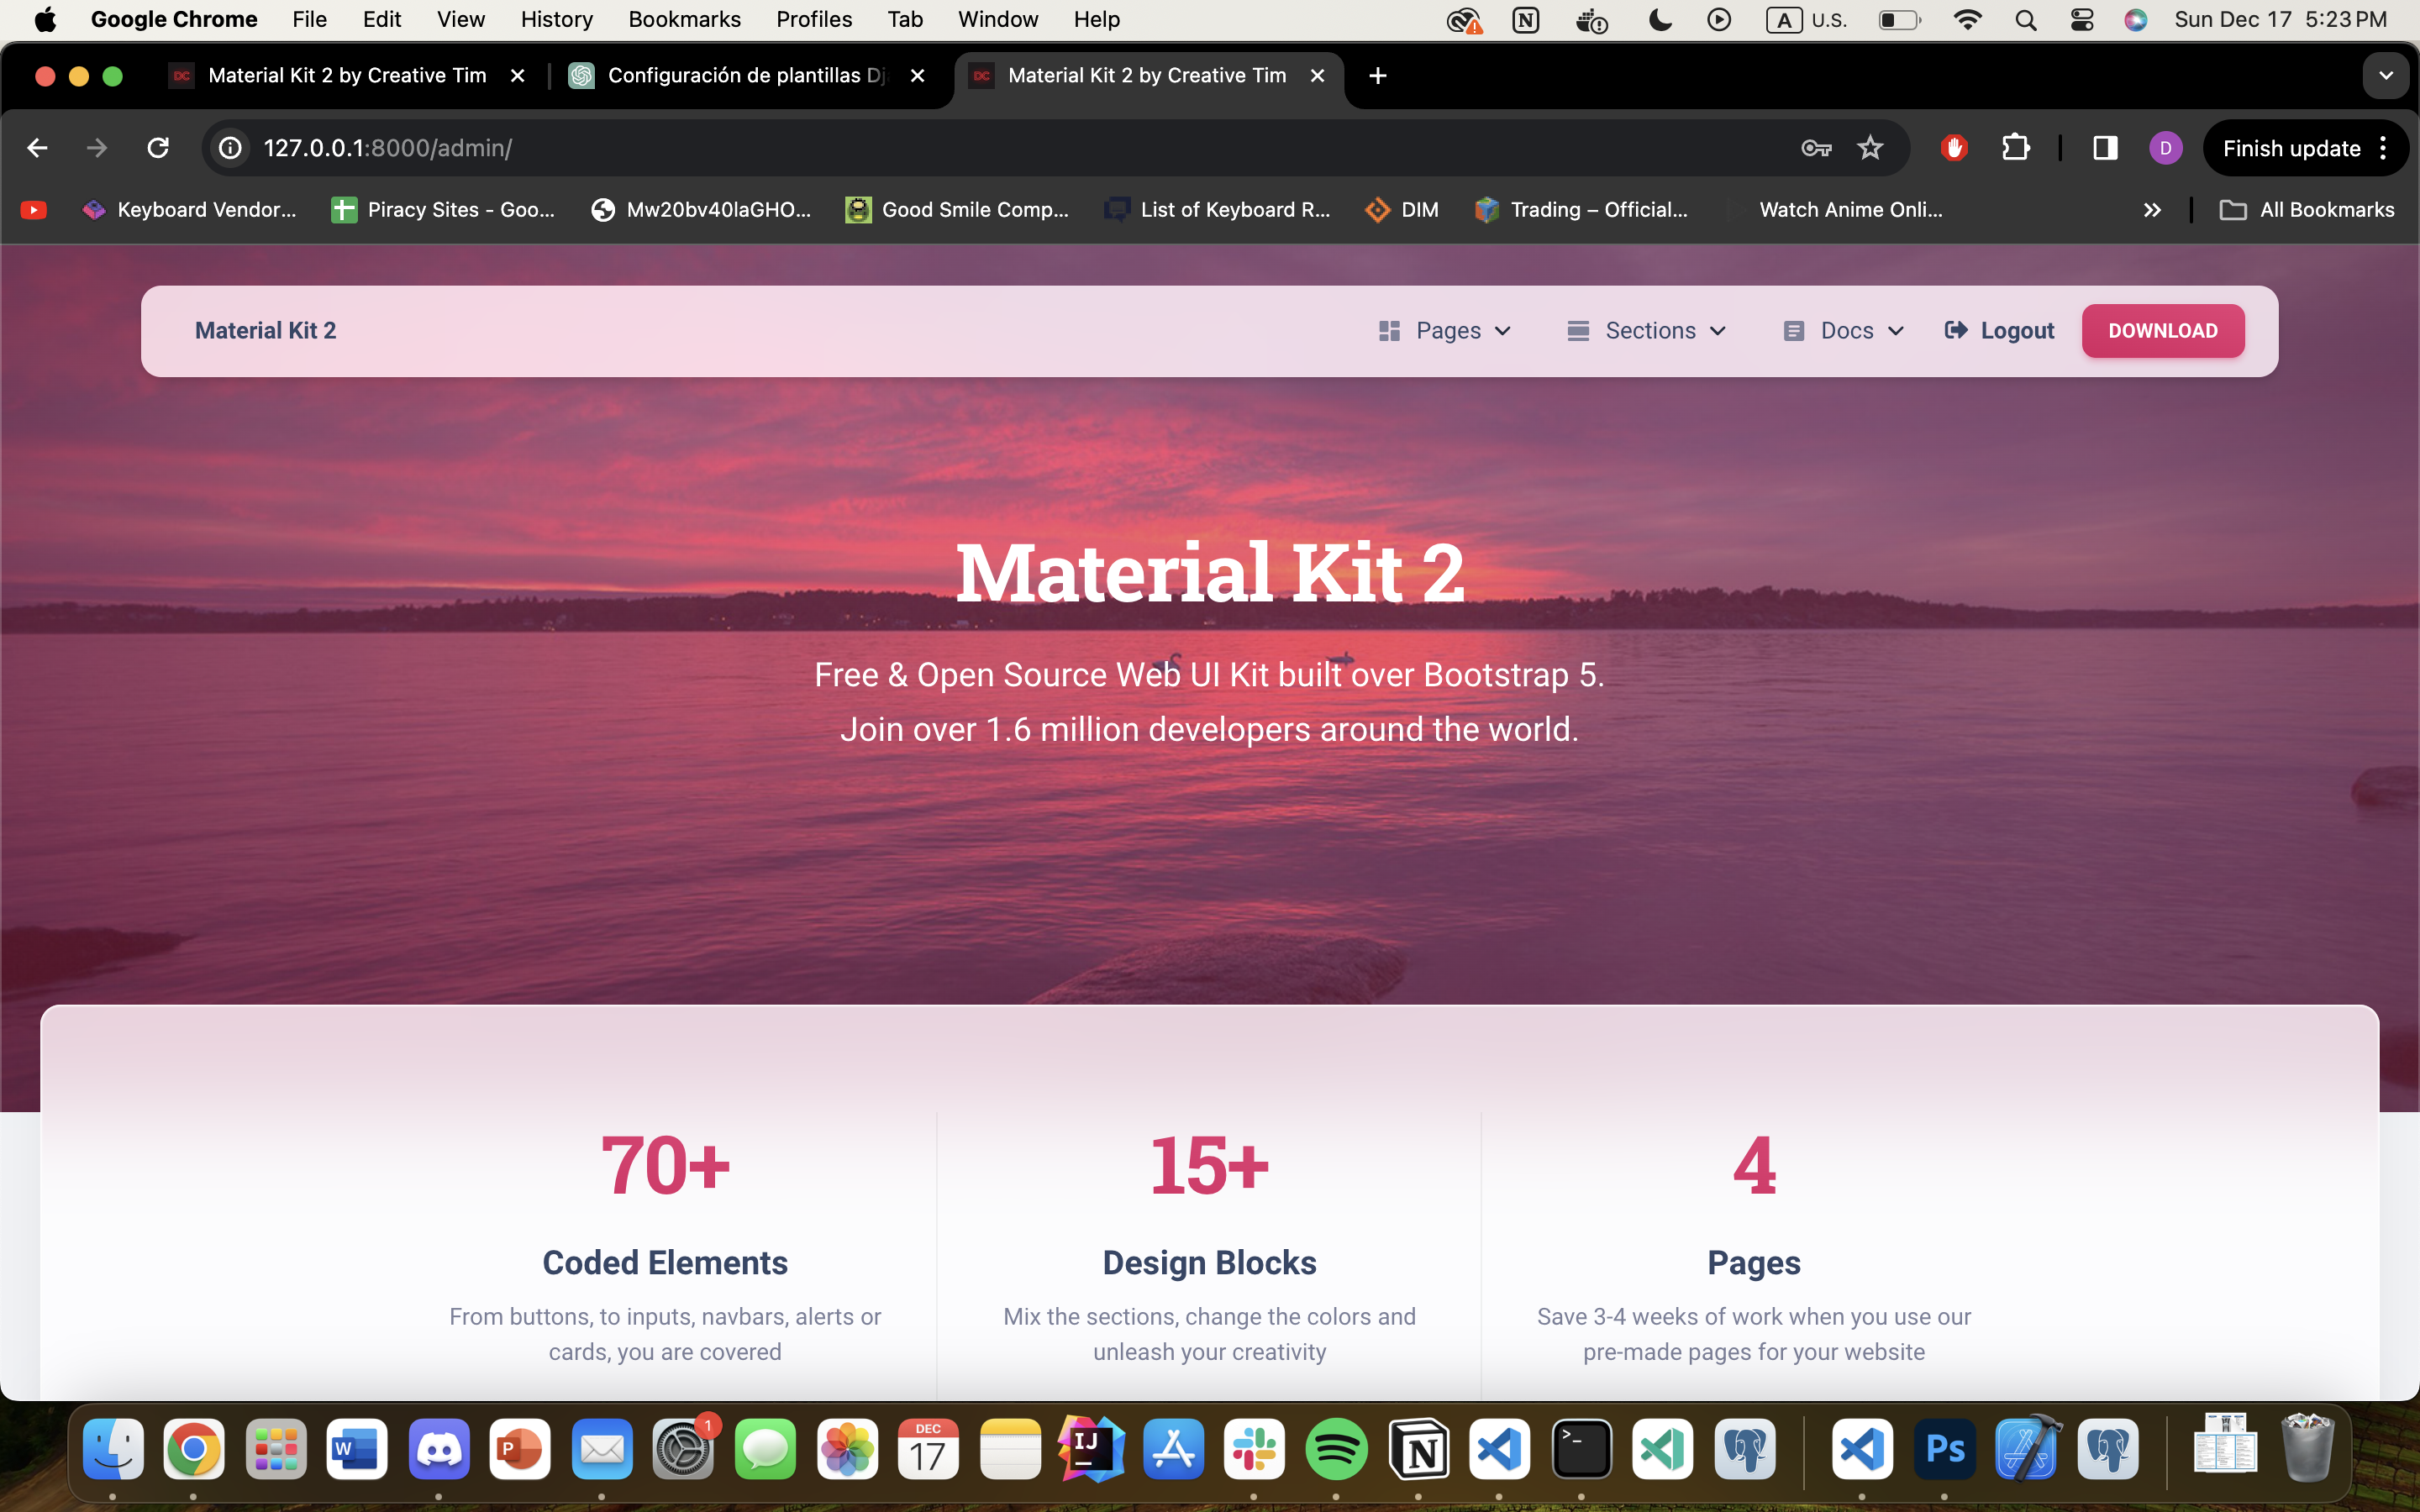 Google Chrome File Edit View History Bookmarks Profiles Tab Window Help A U.S. Sun Dec 17 5:23 PM
DC Material Kit 2 by Creative Tim Configuración de plantillas Dj DC Material Kit 2 by Creative Tim
127.0.0.1:8000/admin/ D Finish update
Keyboard Vendor... Piracy Sites - Goo... Mw20bv40laGHO... Good Smile Comp... List of Keyboard R... DIM Trading – Official... Watch Anime Onli... All Bookmarks
Material Kit 2 Pages Sections Docs Logout DOWNLOAD
Material Kit 2
Free & Open Source Web UI Kit built over Bootstrap 5.
Join over 1.6 million developers around the world.
70+
Coded Elements
From buttons, to inputs, navbars, alerts or
cards, you are covered
15+
Design Blocks
Mix the sections, change the colors and
unleash your creativity
4
Pages
Save 3-4 weeks of work when you use our
pre-made pages for your website
W P 1 DEC 17 IJ N >_ Ps